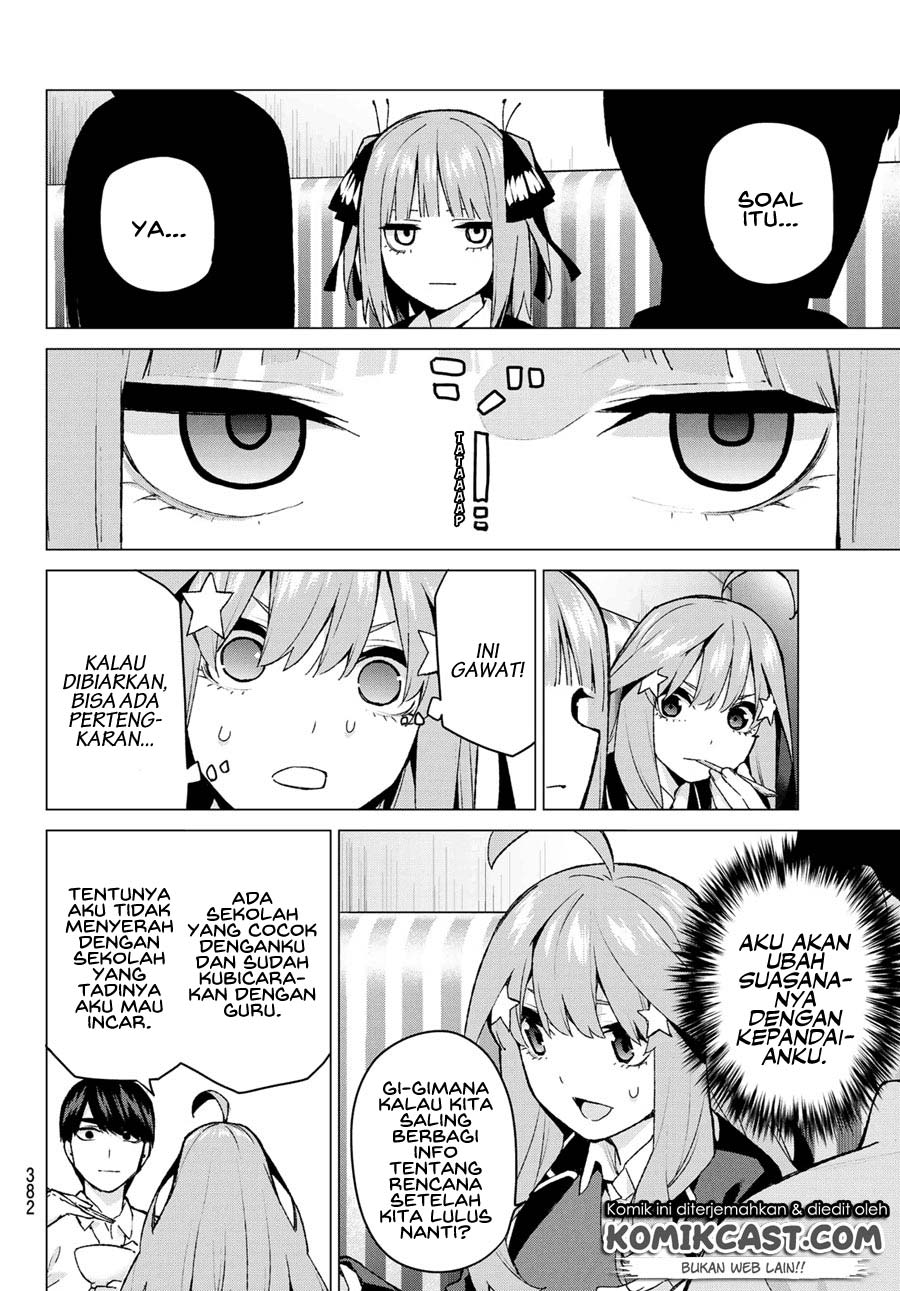 SOAL
ITU...
YA...
TATAAAP
INI
GAWAT!
KALAU
DIBIARKAN,
BISA ADA
PERTENG-
KARAN...
AKU AKAN
UBAH
SUASANA-
NYA
DENGAN
KEPANDAI-
ANKU.
GI-GIMANA
KALAU KITA
SALING
BERBAGI
INFO
TENTANG
RENCANA
SETELAH
KITA LULUS
NANTI?
ADA
SEKOLAH
YANG COCOK
DENGANKU
DAN SUDAH
KUBICARA-
KAN DENGAN
GURU.
TENTUNYA
AKU TIDAK
MENYERAH
DENGAN
SEKOLAH
YANG
TADINYA
AKU MAU
INCAR.
382
Komik ini diterjemahkan & diedit oleh
KOMIKCAST.COM
BUKAN WEB LAIN!!